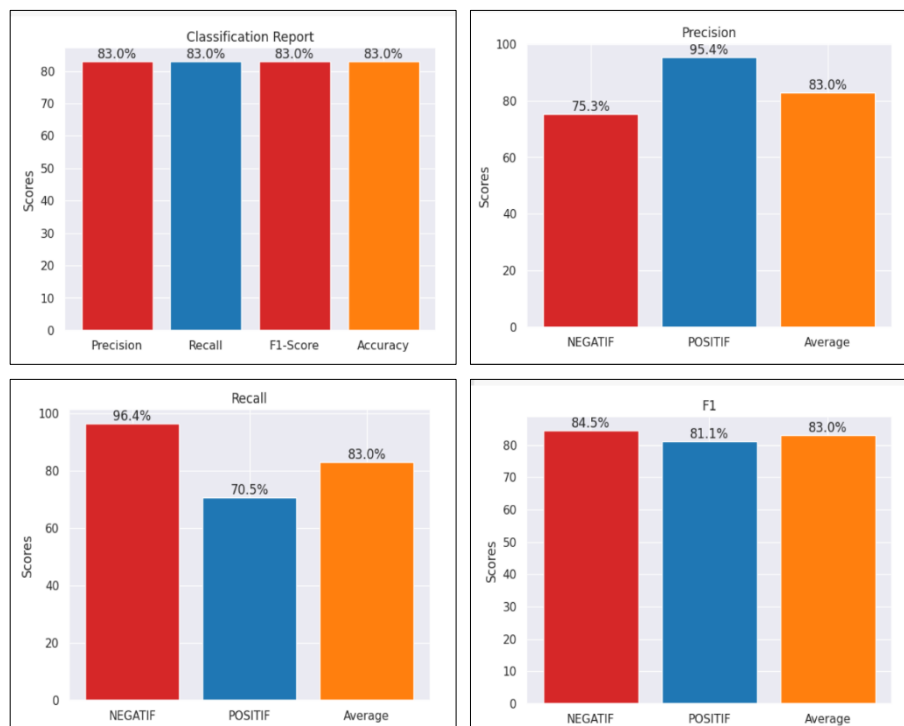 Classification Report
83.0% 83.0% 83.0% 83.0%
80
70
60
50
40
30
20
10
0
Scores
Precision Recall F1-Score Accuracy
Precision
100
95.4%
83.0%
75.3%
80
60
40
20
0
Scores
NEGATIF POSITIF Average
Recall
100
96.4%
83.0%
80
70.5%
60
40
20
0
Scores
NEGATIF POSITIF Average
F1
84.5% 81.1% 83.0%
80
70
60
50
40
30
20
10
0
Scores
NEGATIF POSITIF Average